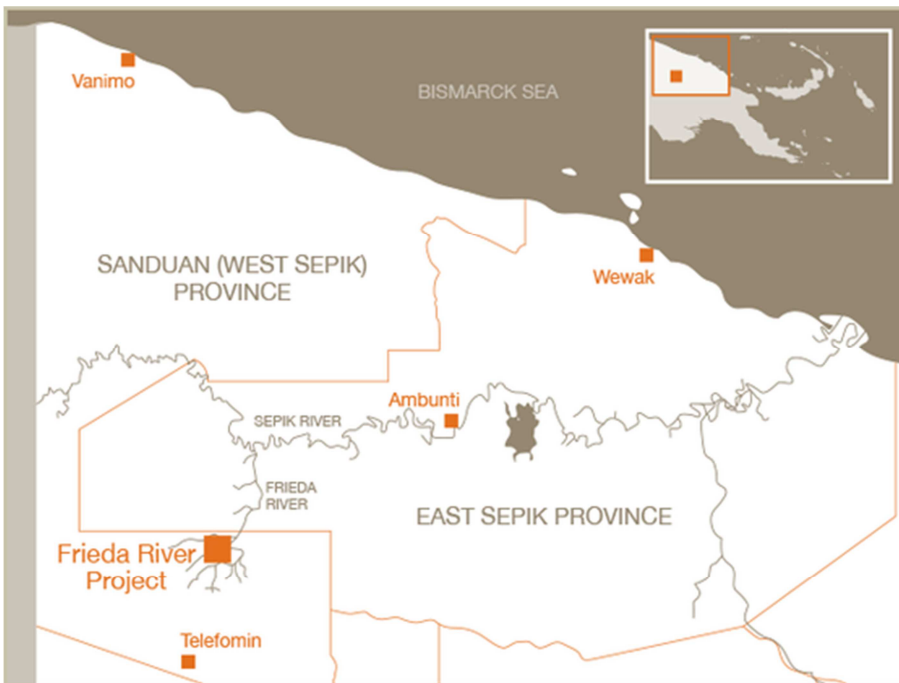 Vanimo
BISMARCK SEA
SANDUAN (WEST SEPIK)
PROVINCE
Wewak
Ambunti
SEPIK RIVER
FRIEDA
RIVER
EAST SEPIK PROVINCE
Frieda River
Project
Telefomin